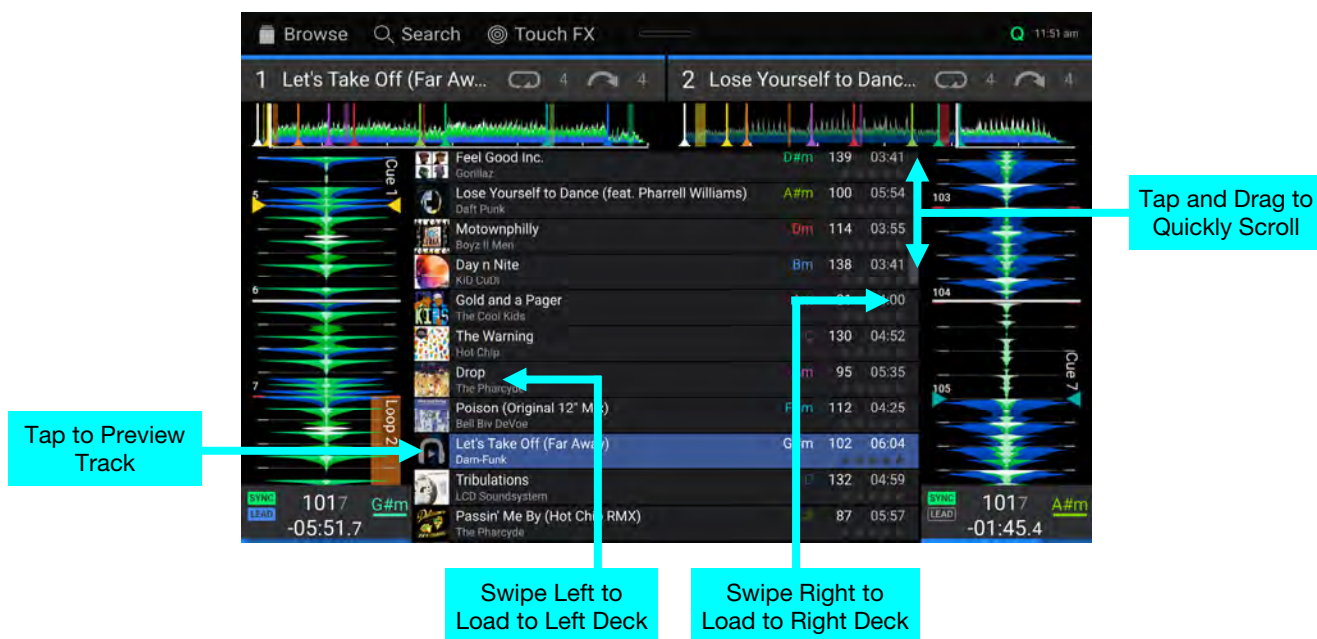 Browse Search Touch FX Q 11:51 am
1 Let's Take Off (Far Aw... 4 4 2 Lose Yourself to Danc... 4 4
Cue 1
5
6
7
Loop 2
Feel Good Inc. D#m 139 03:41
Gorillaz
Lose Yourself to Dance (feat. Pharrell Williams) A#m 100 05:54
Daft Punk
Motownphilly Dm 114 03:55
Boyz II Men
Day n Nite Bm 138 03:41
KiD CuDi
Gold and a Pager
The Cool Kids
The Warning 130 04:52
Hot Chip
Drop 95 05:35
The Pharcyde
Poison (Original 12" Mix) 112 04:25
Bell Biv DeVoe
Let's Take Off (Far Away) G#m 102 06:04
Dam-Funk
Tribulations 132 04:59
LCD Soundsystem
Passin' Me By (Hot Chip RMX) 87 05:57
The Pharcyde
103
104
Cue 7
105
SYNC 1017 G#m
LEAD -05:51.7
SYNC 1017 A#m
LEAD -01:45.4
Tap and Drag to
Quickly Scroll
Tap to Preview
Track
Swipe Left to
Load to Left Deck
Swipe Right to
Load to Right Deck